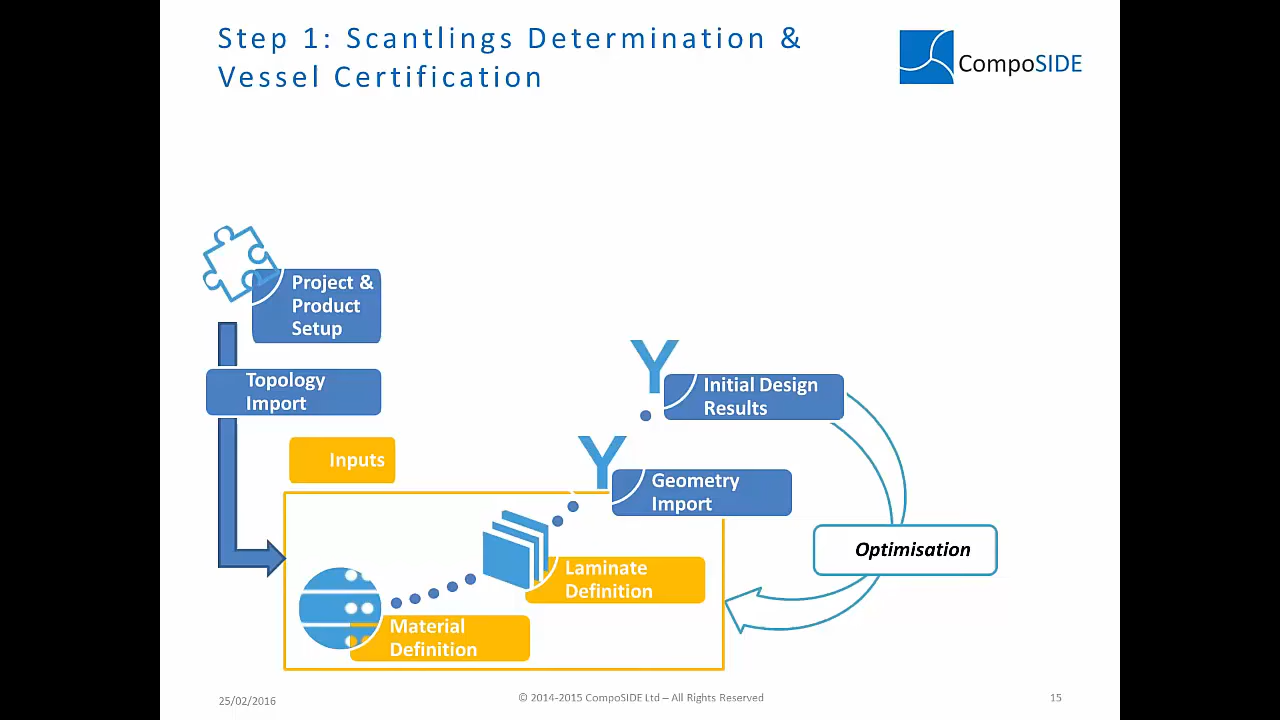 Step 1: Scantlings Determination &
Vessel Certification
CompoSIDE
Project &
Product
Setup
Topology
Import
Inputs
Initial Design
Results
Geometry
Import
Optimisation
Laminate
Definition
Material
Definition
25/02/2016
© 2014-2015 CompoSIDE Ltd – All Rights Reserved
15